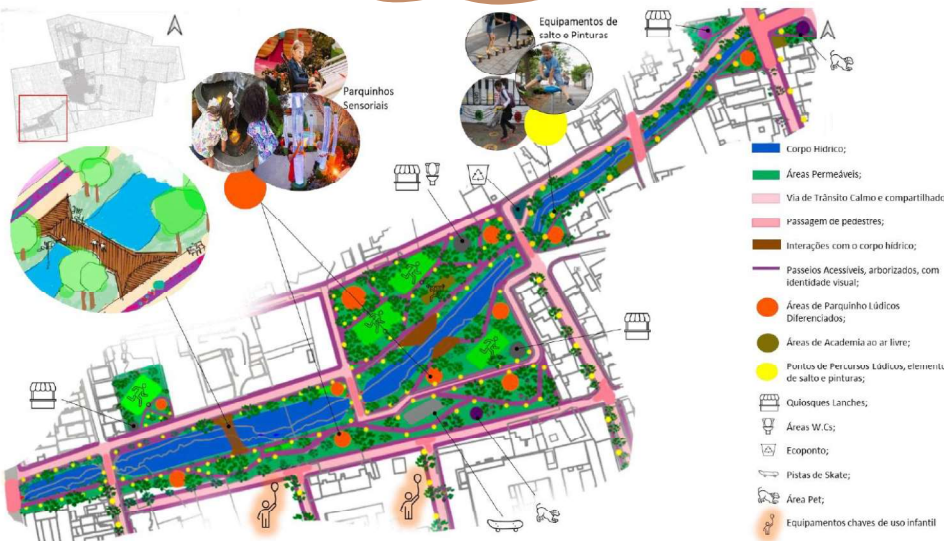 Equipamentos de
salto e Pinturas
Parquinhos
Sensoriais
Corpo Hídrico;
Áreas Permeáveis;
Via de Trânsito Calmo e compartilhado
Passagem de pedestres;
Interações com o corpo hídrico;
Passeios Acessíveis, arborizados, com
identidade visual;
Áreas de Parquinho Lúdicos
Diferenciados;
Áreas de Academia ao ar livre;
Pontos de Percursos Lúdicos, element
de salto e pinturas;
Quiosques Lanches;
Áreas W.Cs;
Ecoponto;
Pistas de Skate;
Área Pet;
Equipamentos chaves de uso infantil